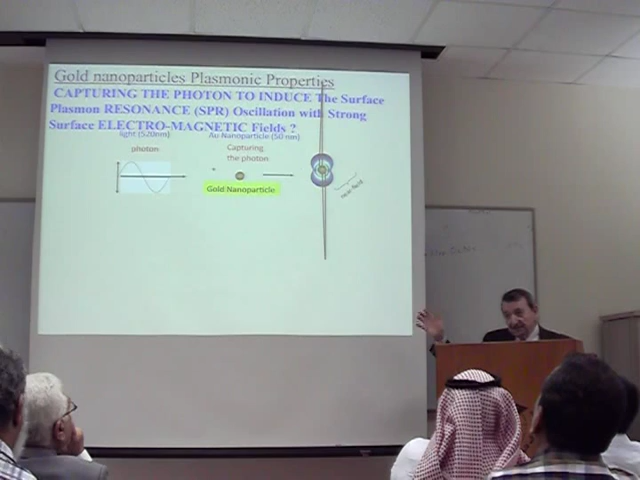 Gold nanoparticles Plasmonic Properties
CAPTURING THE PHOTON TO INDUCE The Surface
Plasmon RESONANCE (SPR) Oscillation with Strong
Surface ELECTRO-MAGNETIC Fields ?
light (520nm)
Au Nanoparticle (50 nm)
photon
Capturing
the photon
Gold Nanoparticle
near field